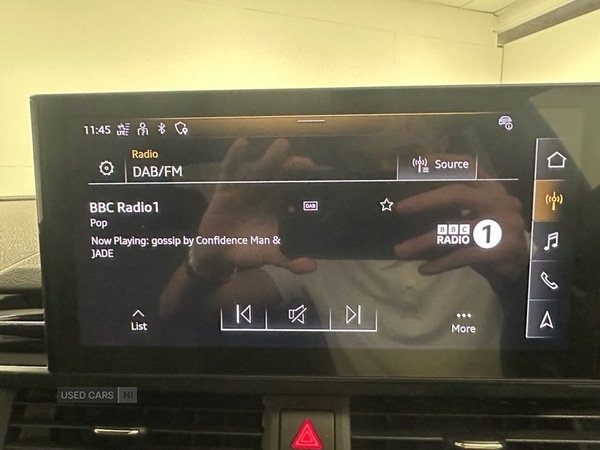 11:45
Radio
DAB/FM
Source
BBC Radio1
DAB
Pop
Now Playing: gossip by Confidence Man &
JADE
BBC
RADIO 1
List
More
USED CARS NI